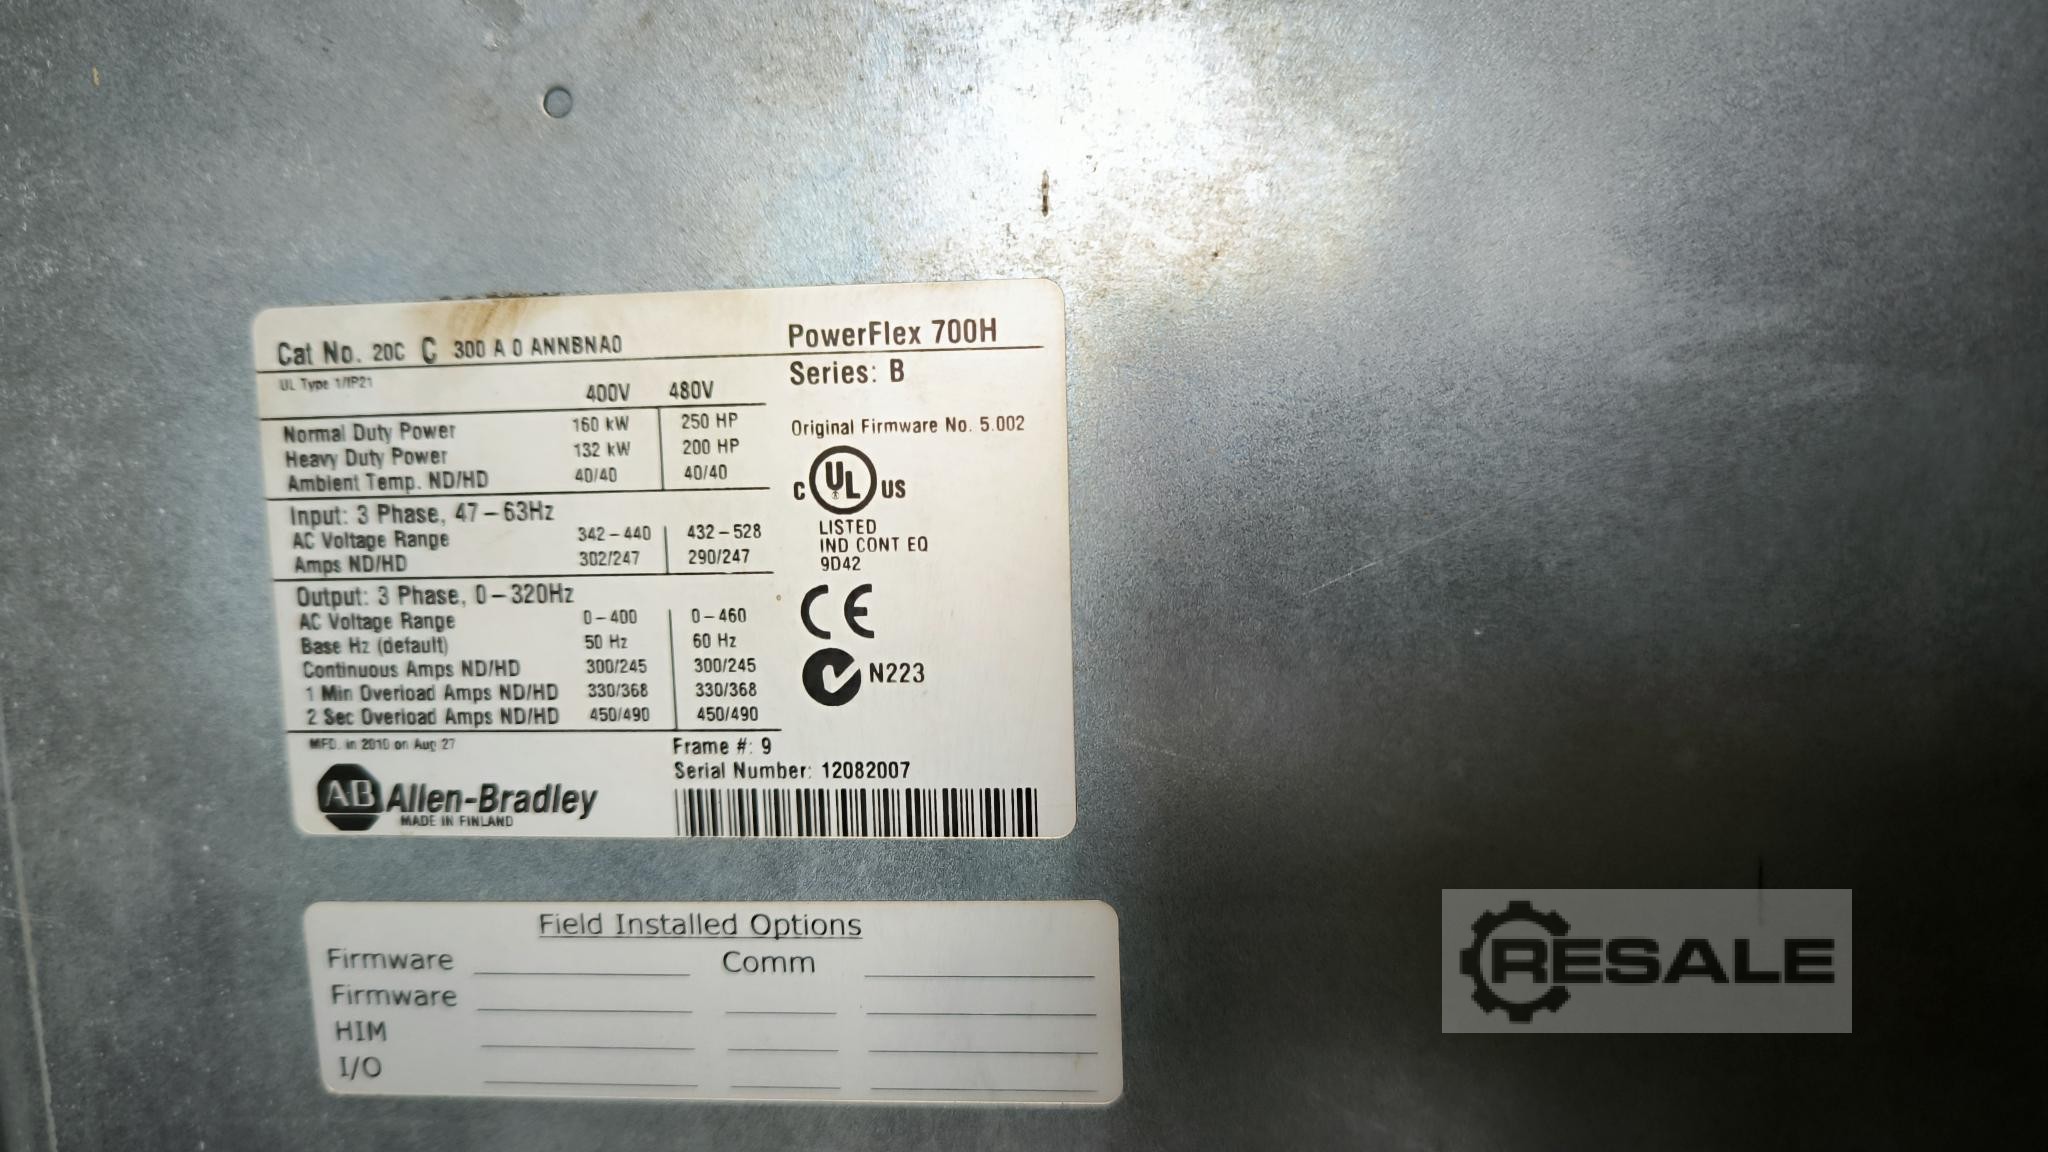 Cat No. 20C C 300 A 0 ANNBNA0
PowerFlex 700H
UL Type 1/IP21
400V 480V
Series: B
Normal Duty Power 160 kW 250 HP
Heavy Duty Power 132 kW 200 HP
Ambient Temp. ND/HD 40/40 40/40
Original Firmware No. 5.002
Input: 3 Phase, 47-63Hz
AC Voltage Range 342-440 432-528
Amps ND/HD 302/247 290/247
C UL US
LISTED
IND CONT EQ
9D42
Output: 3 Phase, 0-320Hz
AC Voltage Range 0-400 0-460
Base Hz (default) 50 Hz 60 Hz
Continuous Amps ND/HD 300/245 300/245
1 Min Overload Amps ND/HD 330/368 330/368
2 Sec Overload Amps ND/HD 450/490 450/490
CE
N223
MFD. in 2010 on Aug 27
Frame #: 9
Serial Number: 12082007
AB Allen-Bradley
MADE IN FINLAND
Field Installed Options
Firmware Comm
Firmware
HIM
I/O
RESALE